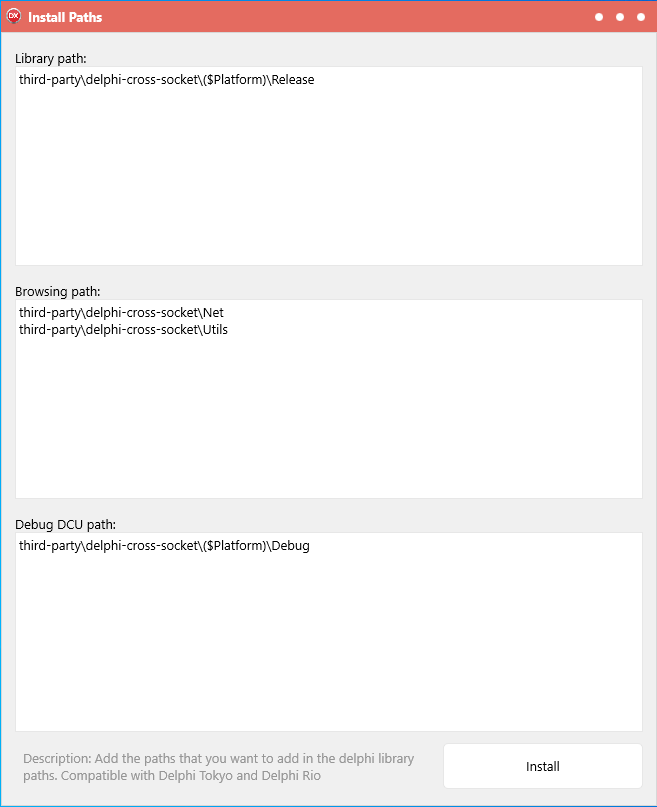 DX
Install Paths
Library path:
third-party\delphi-cross-socket\($Platform)\Release
Browsing path:
third-party\delphi-cross-socket\Net
third-party\delphi-cross-socket\Utils
Debug DCU path:
third-party\delphi-cross-socket\($Platform)\Debug
Description: Add the paths that you want to add in the delphi library
paths. Compatible with Delphi Tokyo and Delphi Rio
Install